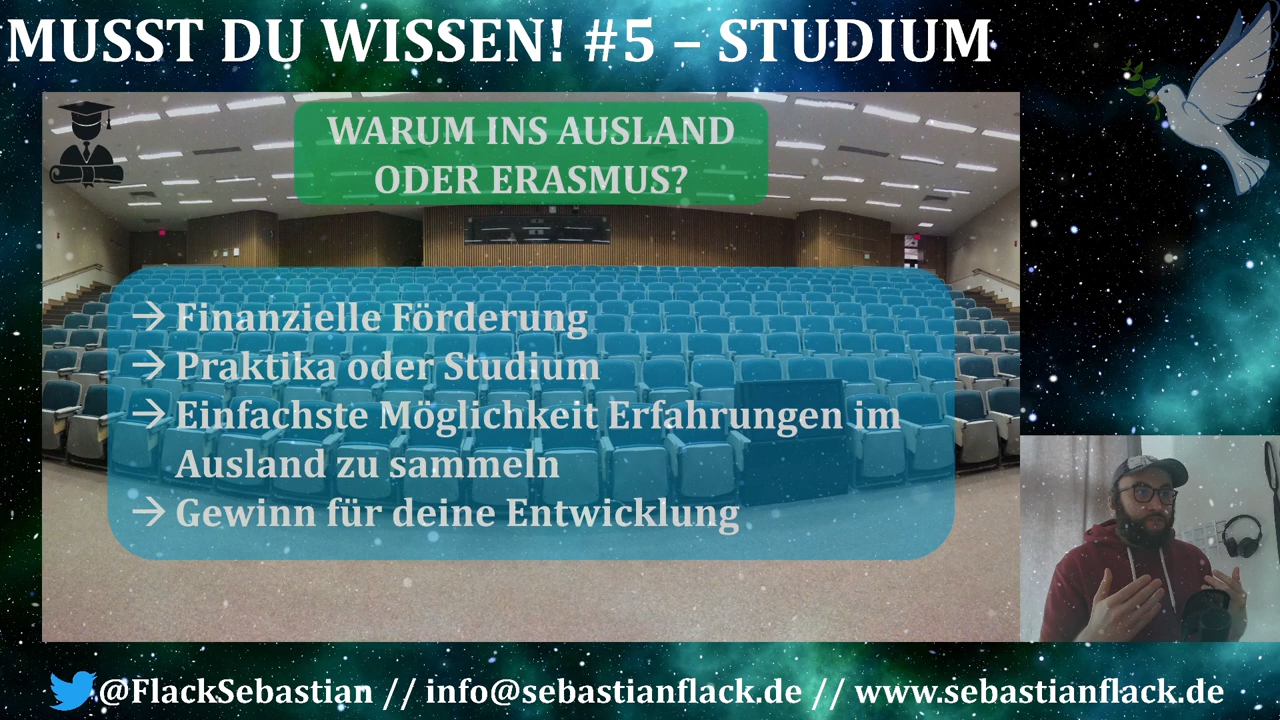 MUSST DU WISSEN! #5 – STUDIUM
WARUM INS AUSLAND
ODER ERASMUS?
→ Finanzielle Förderung
→ Praktika oder Studium
→ Einfachste Möglichkeit Erfahrungen im
Ausland zu sammeln
→ Gewinn für deine Entwicklung
@FlackSebastian // info@sebastianflack.de // www.sebastianflack.de